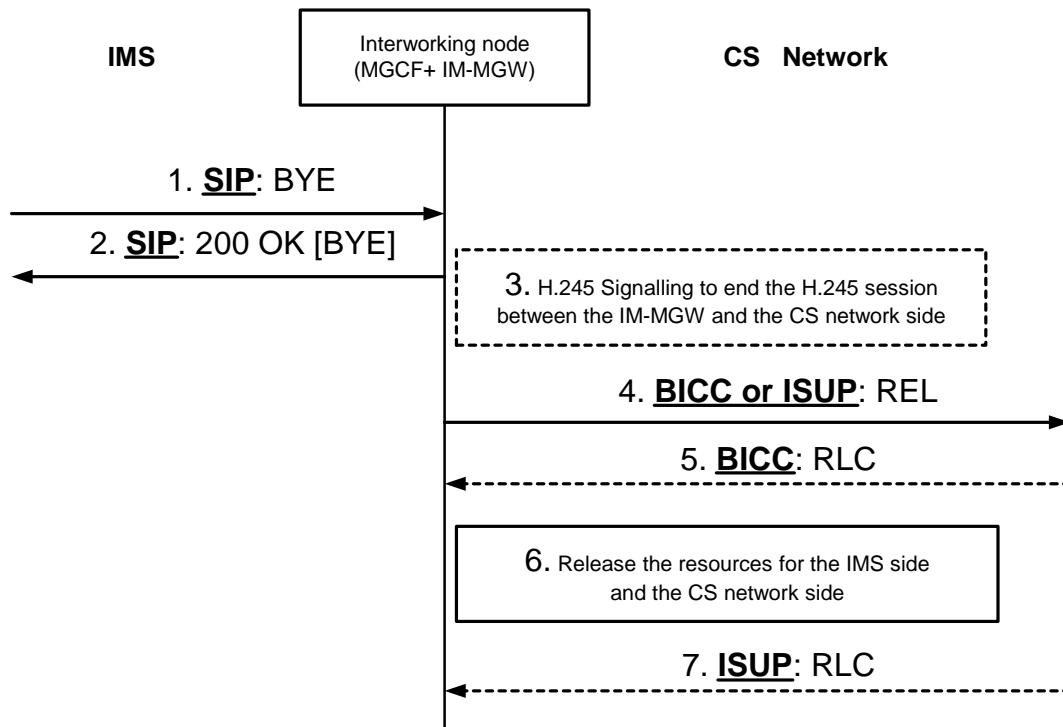 IMS
Interworking node
(MGCF+ IM-MGW)
CS Network
1. SIP: BYE
2. SIP: 200 OK [BYE]
3. H.245 Signalling to end the H.245 session
between the IM-MGW and the CS network side
4. BICC or ISUP: REL
5. BICC: RLC
6. Release the resources for the IMS side
and the CS network side
7. ISUP: RLC